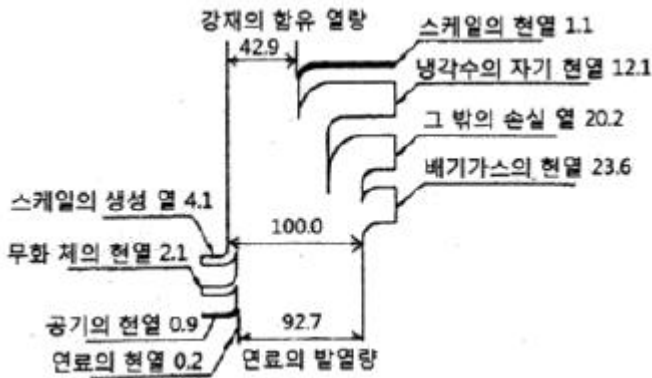 강재의 함유 열량
42.9
스케일의 현열 1.1
냉각수의 자기 현열 12.1
그 밖의 손실 열 20.2
배기가스의 현열 23.6
스케일의 생성 열 4.1
100.0
무화 체의 현열 2.1
공기의 현열 0.9
92.7
연료의 현열 0.2
연료의 발열량